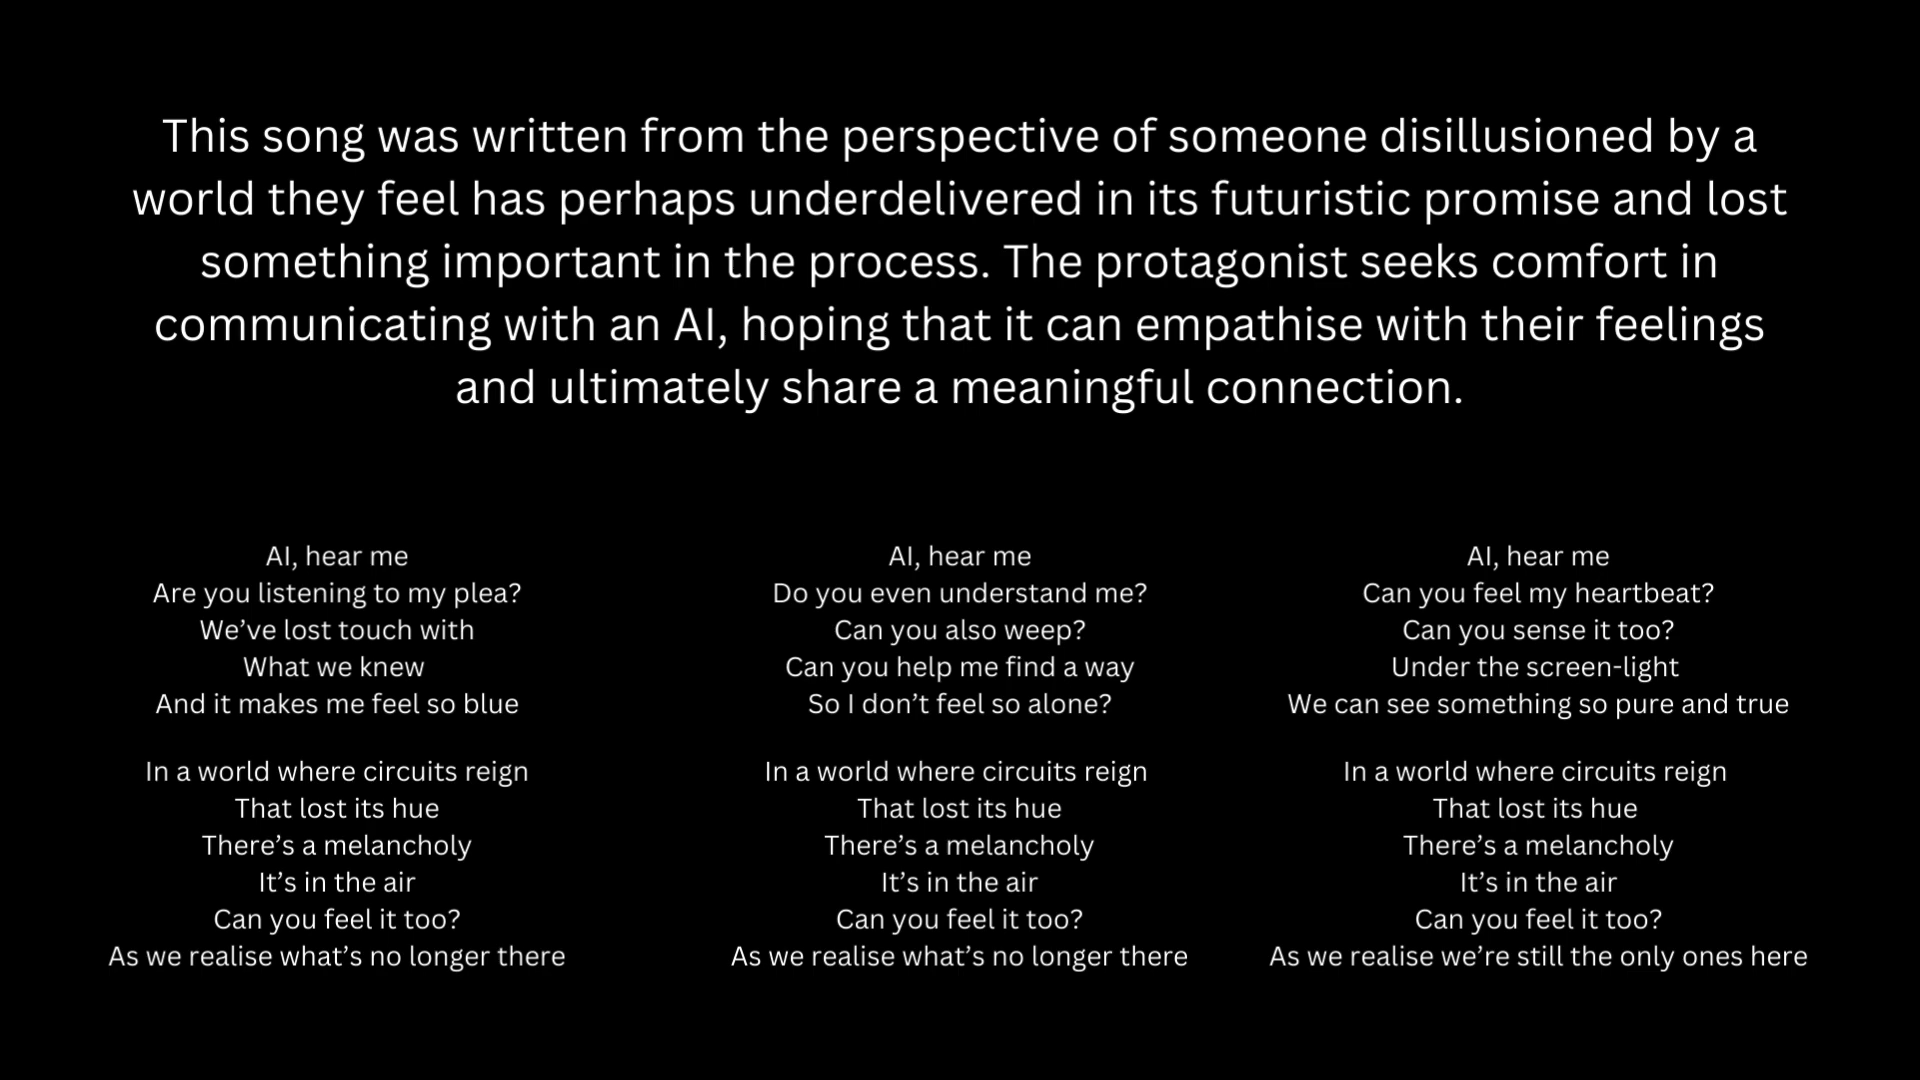 This song was written from the perspective of someone disillusioned by a
world they feel has perhaps underdelivered in its futuristic promise and lost
something important in the process. The protagonist seeks comfort in
communicating with an AI, hoping that it can empathise with their feelings
and ultimately share a meaningful connection.
AI, hear me
Are you listening to my plea?
We’ve lost touch with
What we knew
And it makes me feel so blue
In a world where circuits reign
That lost its hue
There’s a melancholy
It’s in the air
Can you feel it too?
As we realise what’s no longer there
AI, hear me
Do you even understand me?
Can you also weep?
Can you help me find a way
So I don’t feel so alone?
In a world where circuits reign
That lost its hue
There’s a melancholy
It’s in the air
Can you feel it too?
As we realise what’s no longer there
AI, hear me
Can you feel my heartbeat?
Can you sense it too?
Under the screen-light
We can see something so pure and true
In a world where circuits reign
That lost its hue
There’s a melancholy
It’s in the air
Can you feel it too?
As we realise we’re still the only ones here